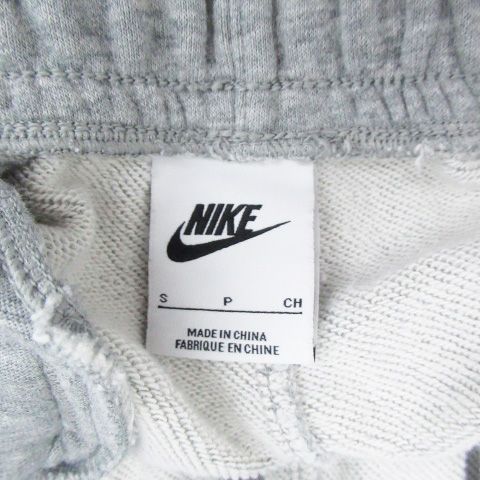 NIKE
S P CH
MADE IN CHINA
FABRIQUE EN CHINE